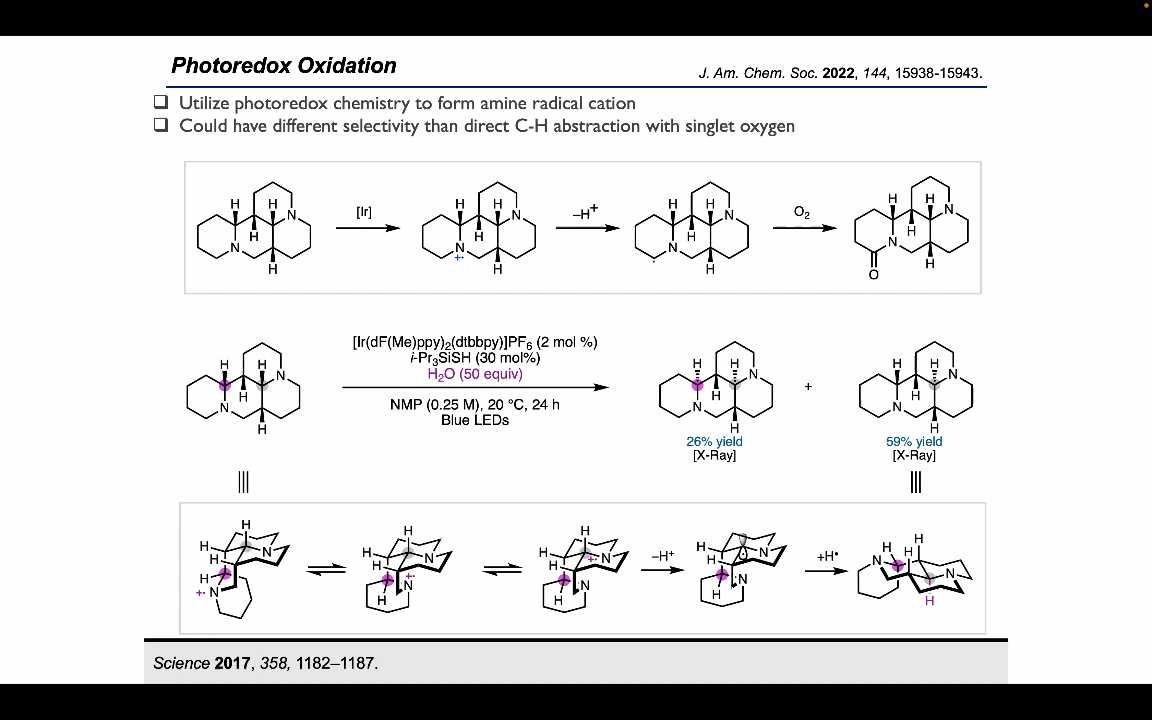 Photoredox Oxidation
J. Am. Chem. Soc. 2022, 144, 15938-15943.
❑ Utilize photoredox chemistry to form amine radical cation
❑ Could have different selectivity than direct C-H abstraction with singlet oxygen
H H N H N H
[Ir]
H H N H N +· H
–H+
H H N H N · H
O2
H H N H N H O
[Ir(dF(Me)ppy)2(dtbbpy)]PF6 (2 mol %)
i-Pr3SiSH (30 mol%)
H2O (50 equiv)
NMP (0.25 M), 20 °C, 24 h
Blue LEDs
H H N H N H
H H N H N H
+
H H N H N H
26% yield
[X-Ray]
59% yield
[X-Ray]
H H H N H +· N
H H H N +· N H
H H H +· N N H
–H+
H H N N H
+H•
N H H H N H
Science 2017, 358, 1182–1187.